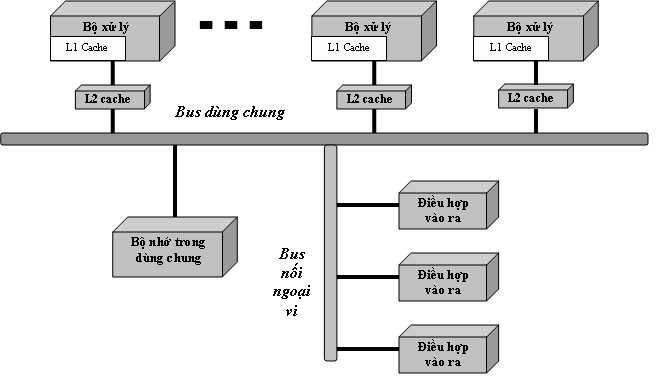 Bộ xử lý
Bộ xử lý
Bộ xử lý
L1 Cache
L1 Cache
L1 Cache
L2 cache
L2 cache
L2 cache
Bus dùng chung
Bộ nhớ trong
dùng chung
Bus
nối
ngoại
vi
Điều hợp
vào ra
Điều hợp
vào ra
Điều hợp
vào ra